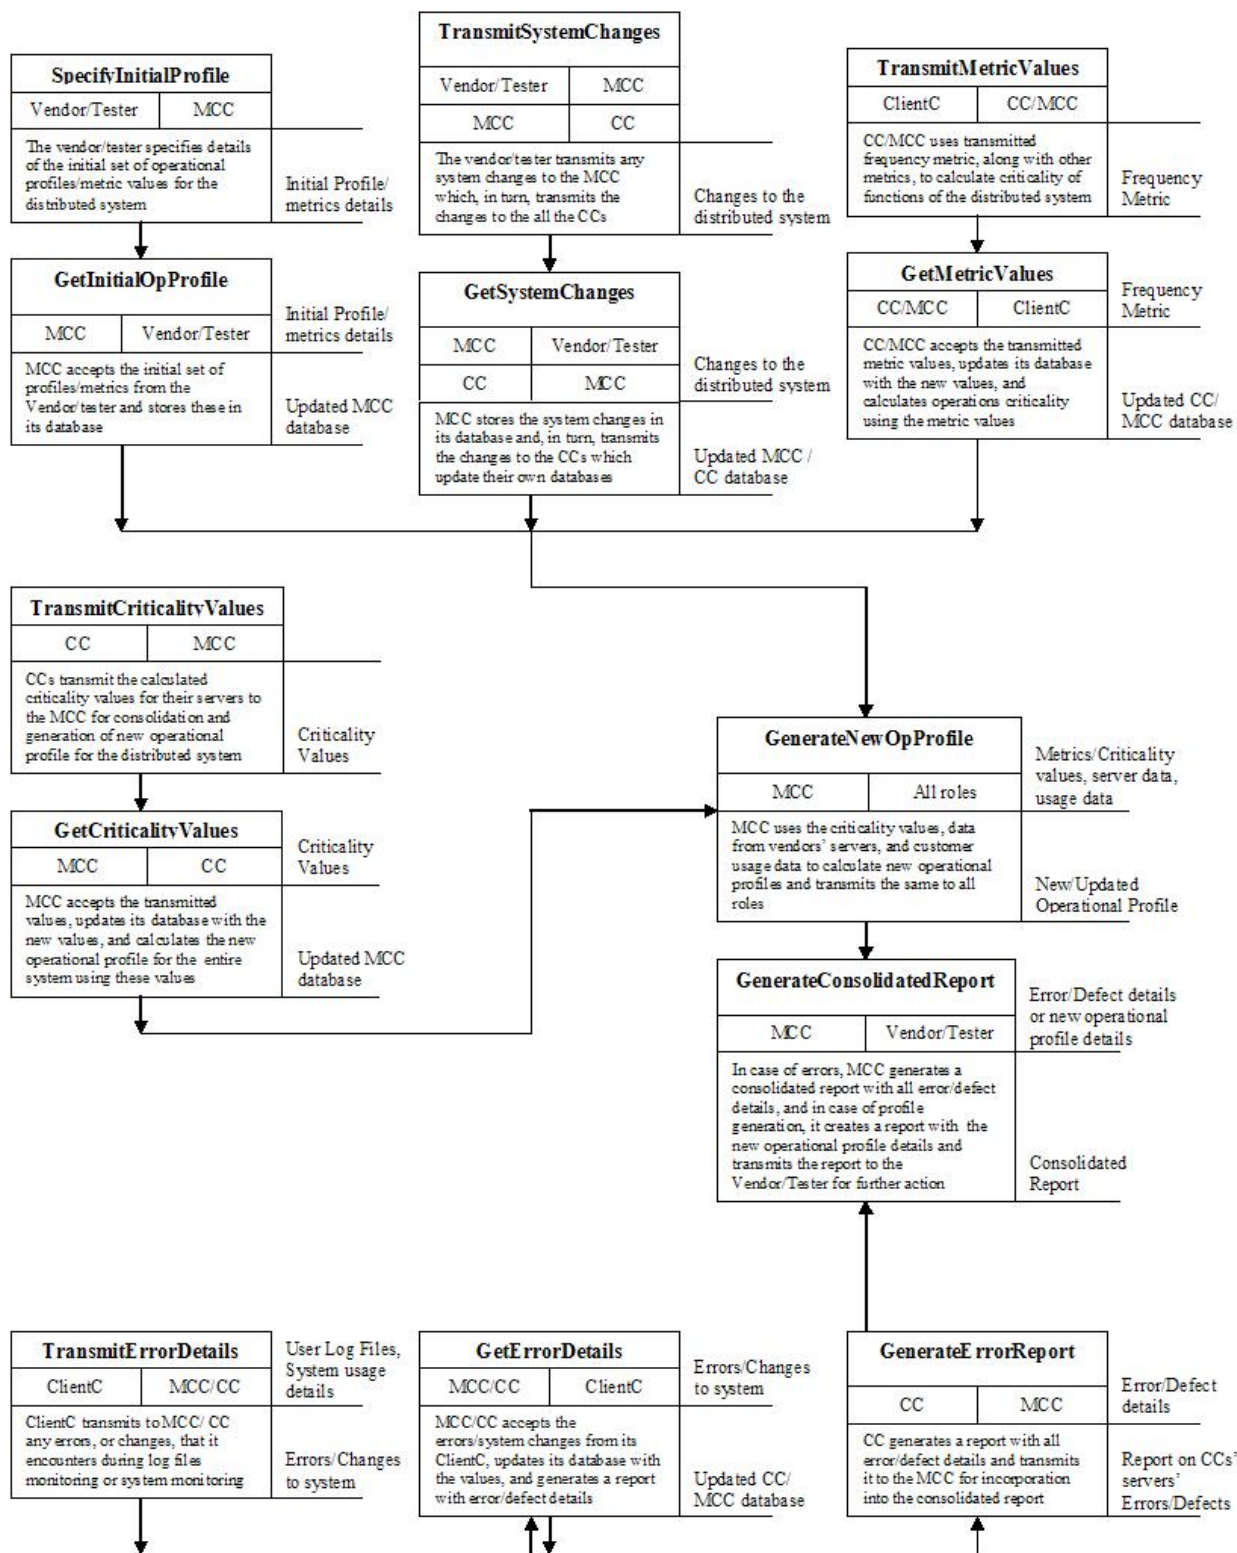 SpecifyInitialProfile
Vendor/Tester MCC
The vendor/tester specifies details
of the initial set of operational
profiles/metric values for the
distributed system
Initial Profile/
metrics details
GetInitialOpProfile
MCC Vendor/Tester
Initial Profile/
metrics details
MCC accepts the initial set of
profiles/metrics from the
Vendor/tester and stores these in
its database
Updated MCC
database
TransmitSystemChanges
Vendor/Tester MCC
MCC CC
The vendor/tester transmits any
system changes to the MCC
which, in turn, transmits the
changes to the all the CCs
Changes to the
distributed system
GetSystemChanges
MCC Vendor/Tester
CC MCC
Changes to the
distributed system
MCC stores the system changes in
its database and, in turn, transmits
the changes to the CCs which
update their own databases
Updated MCC /
CC database
TransmitMetricValues
ClientC CC/MCC
CC/MCC uses transmitted
frequency metric, along with other
metrics, to calculate criticality of
functions of the distributed system
Frequency
Metric
GetMetricValues
CC/MCC ClientC
Frequency
Metric
CC/MCC accepts the transmitted
metric values, updates its database
with the new values, and
calculates operations criticality
using the metric values
Updated CC/
MCC database
TransmitCriticalityValues
CC MCC
CCs transmit the calculated
criticality values for their servers to
the MCC for consolidation and
generation of new operational
profile for the distributed system
Criticality
Values
GetCriticalityValues
MCC CC
Criticality
Values
MCC accepts the transmitted
values, updates its database with the
new values, and calculates the new
operational profile for the entire
system using these values
Updated MCC
database
GenerateNewOpProfile
MCC All roles
Metrics/Criticality
values, server data,
usage data
MCC uses the criticality values, data
from vendors' servers, and customer
usage data to calculate new operational
profiles and transmits the same to all
roles
New/Updated
Operational Profile
GenerateConsolidatedReport
MCC Vendor/Tester
Error/Defect details
or new operational
profile details
In case of errors, MCC generates a
consolidated report with all error/defect
details, and in case of profile
generation, it creates a report with the
new operational profile details and
transmits the report to the
Vendor/Tester for further action
Consolidated
Report
TransmitErrorDetails
ClientC MCC/CC
User Log Files,
System usage
details
ClientC transmits to MCC/ CC
any errors, or changes, that it
encounters during log files
monitoring or system monitoring
Errors/Changes
to system
GetErrorDetails
MCC/CC ClientC
Errors/Changes
to system
MCC/CC accepts the
errors/system changes from its
ClientC, updates its database with
the values, and generates a report
with error/defect details
Updated CC/
MCC database
GenerateErrorReport
CC MCC
Error/Defect
details
CC generates a report with all
error/defect details and transmits
it to the MCC for incorporation
into the consolidated report
Report on CCs'
servers'
Errors/Defects